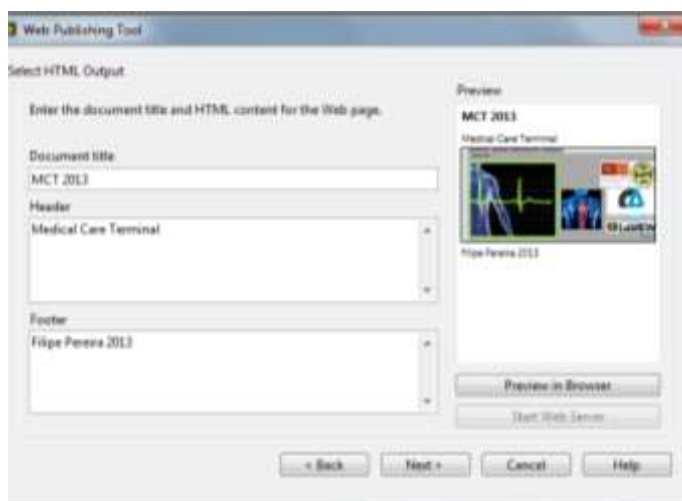 Web Publishing Tool
Select HTML Output
Enter the document title and HTML content for the Web page.
Document title
MCT 2013
Header
Medical Care Terminal
Footer
Filipe Pereira 2013
Preview
MCT 2013
Medical Care Terminal
Filipe Pereira 2013
Preview in Browser
Start Web Server
< Back
Next >
Cancel
Help